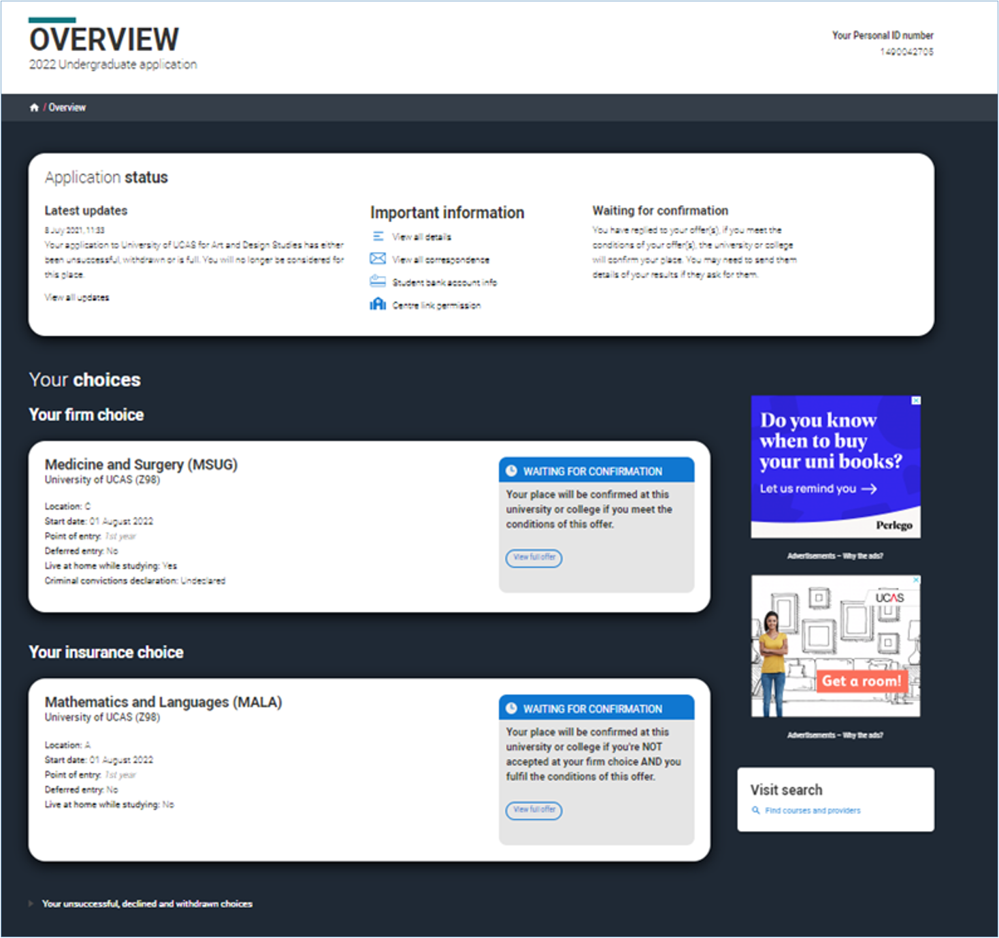 OVERVIEW
2022 Undergraduate application
Your Personal ID number
1490042705
/ Overview
Application status
Latest updates
8 July 2021, 11:33
Your application to University of UCAS for Art and Design Studies has either
been unsuccessful, withdrawn or is full. You will no longer be considered for
this place.
View all updates
Important information
View all details
View all correspondence
Student bank account info
Centre link permission
Waiting for confirmation
You have replied to your offer(s), if you meet the
conditions of your offer(s), the university or college
will confirm your place. You may need to send them
details of your results if they ask for them.
Your choices
Your firm choice
Medicine and Surgery (MSUG)
University of UCAS (Z98)
Location: C
Start date: 01 August 2022
Point of entry: 1st year
Deferred entry: No
Live at home while studying: Yes
Criminal convictions declaration: Undeclared
WAITING FOR CONFIRMATION
Your place will be confirmed at this
university or college if you meet the
conditions of this offer.
View full offer
Your insurance choice
Mathematics and Languages (MALA)
University of UCAS (Z98)
Location: A
Start date: 01 August 2022
Point of entry: 1st year
Deferred entry: No
Live at home while studying: No
WAITING FOR CONFIRMATION
Your place will be confirmed at this
university or college if you're NOT
accepted at your firm choice AND you
fulfil the conditions of this offer.
View full offer
Your unsuccessful, declined and withdrawn choices
Do you know
when to buy
your uni books?
Let us remind you →
Perlego
Advertisements – Why the ads?
UCAS
Get a room!
Advertisements – Why the ads?
Visit search
Find courses and providers